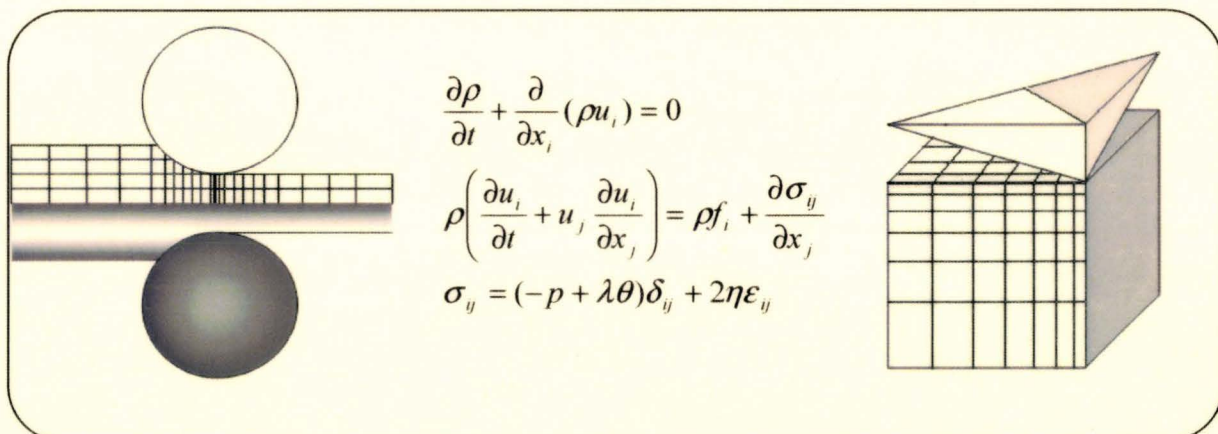 ∂ρ/∂t + ∂/∂x_i (ρu_i) = 0
ρ(∂u_i/∂t + u_j ∂u_i/∂x_j) = ρf_i + ∂σ_ij/∂x_j
σ_ij = (-p + λθ)δ_ij + 2ηε_ij